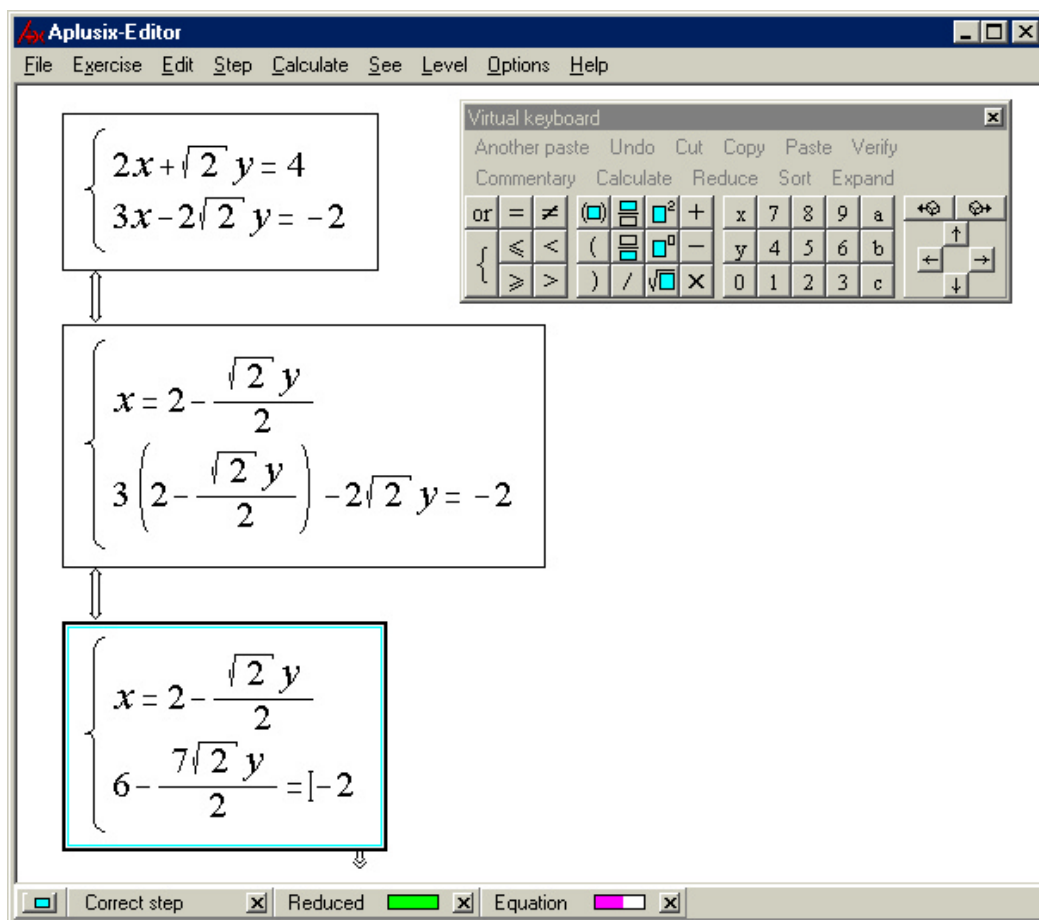 Aplusix-Editor
File Exercise Edit Step Calculate See Level Options Help
2x+√2 y = 4
3x-2√2 y = -2
Virtual keyboard
Another paste Undo Cut Copy Paste Verify
Commentary Calculate Reduce Sort Expand
or = ≠ (□) □² + x 7 8 9 a
{ ⩽ < ( □ - y 4 5 6 b
⩾ > ) / √□ × 0 1 2 3 c
x = 2 - √2 y / 2
3(2 - √2 y / 2) - 2√2 y = -2
x = 2 - √2 y / 2
6 - 7√2 y / 2 = -2
Correct step Reduced Equation